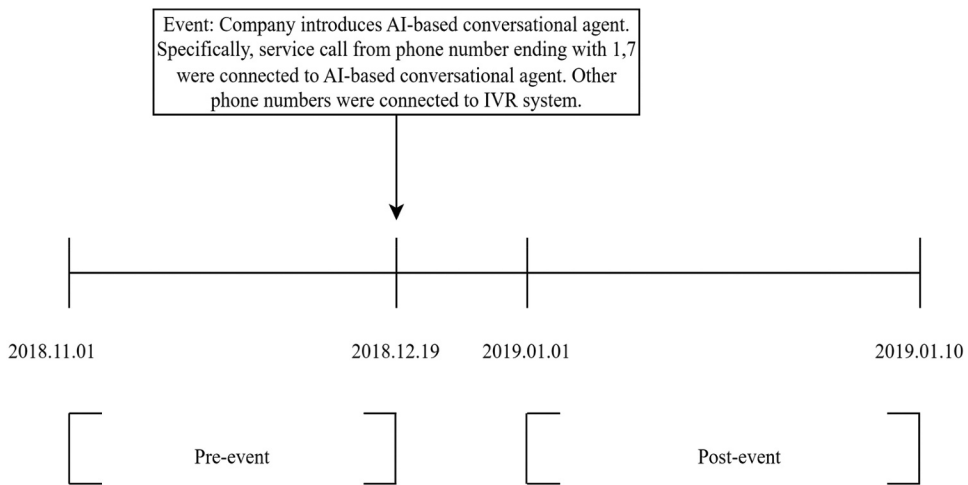 Event: Company introduces AI-based conversational agent.
Specifically, service call from phone number ending with 1,7
were connected to AI-based conversational agent. Other
phone numbers were connected to IVR system.
2018.11.01
2018.12.19
2019.01.01
2019.01.10
Pre-event
Post-event